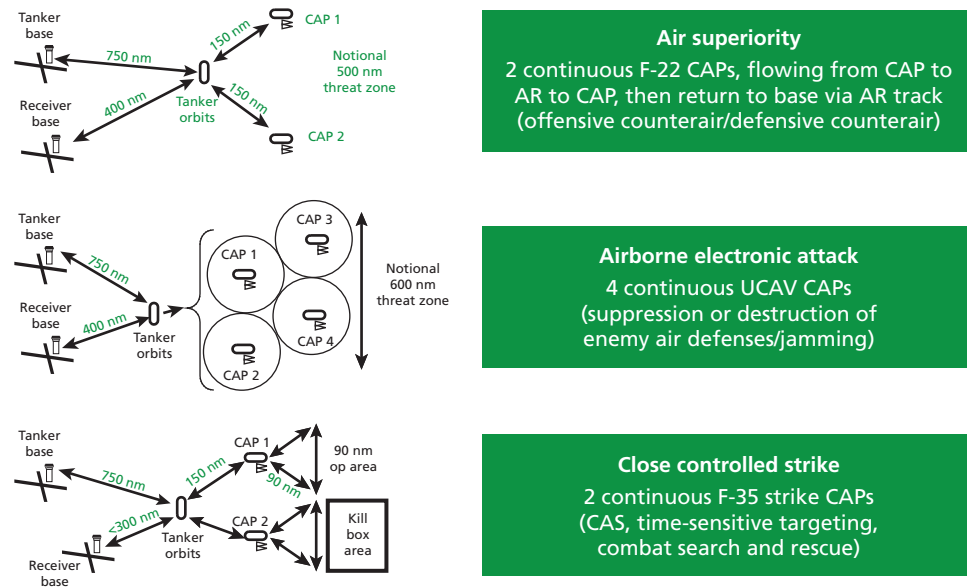 Tanker
base
750 nm
Receiver
base
400 nm
Tanker
orbits
150 nm
CAP 1
Notional
500 nm
threat zone
150 nm
CAP 2
Air superiority
2 continuous F-22 CAPs, flowing from CAP to
AR to CAP, then return to base via AR track
(offensive counterair/defensive counterair)
Tanker
base
750 nm
Receiver
base
400 nm
Tanker
orbits
CAP 3
CAP 1
CAP 4
CAP 2
Notional
600 nm
threat zone
Airborne electronic attack
4 continuous UCAV CAPs
(suppression or destruction of
enemy air defenses/jamming)
Tanker
base
750 nm
<300 nm
Receiver
base
Tanker
orbits
150 nm
CAP 1
90 nm
90 nm
op area
CAP 2
Kill
box
area
Close controlled strike
2 continuous F-35 strike CAPs
(CAS, time-sensitive targeting,
combat search and rescue)